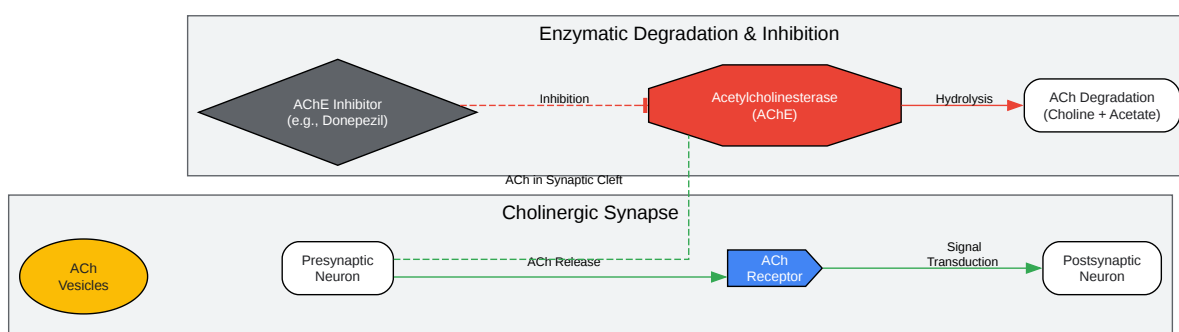 Enzymatic Degradation & Inhibition
AChE Inhibitor
(e.g., Donepezil)
Inhibition
Acetylcholinesterase
(AChE)
Hydrolysis
ACh Degradation
(Choline + Acetate)
ACh in Synaptic Cleft
Cholinergic Synapse
ACh
Vesicles
Presynaptic
Neuron
ACh Release
ACh
Receptor
Signal
Transduction
Postsynaptic
Neuron